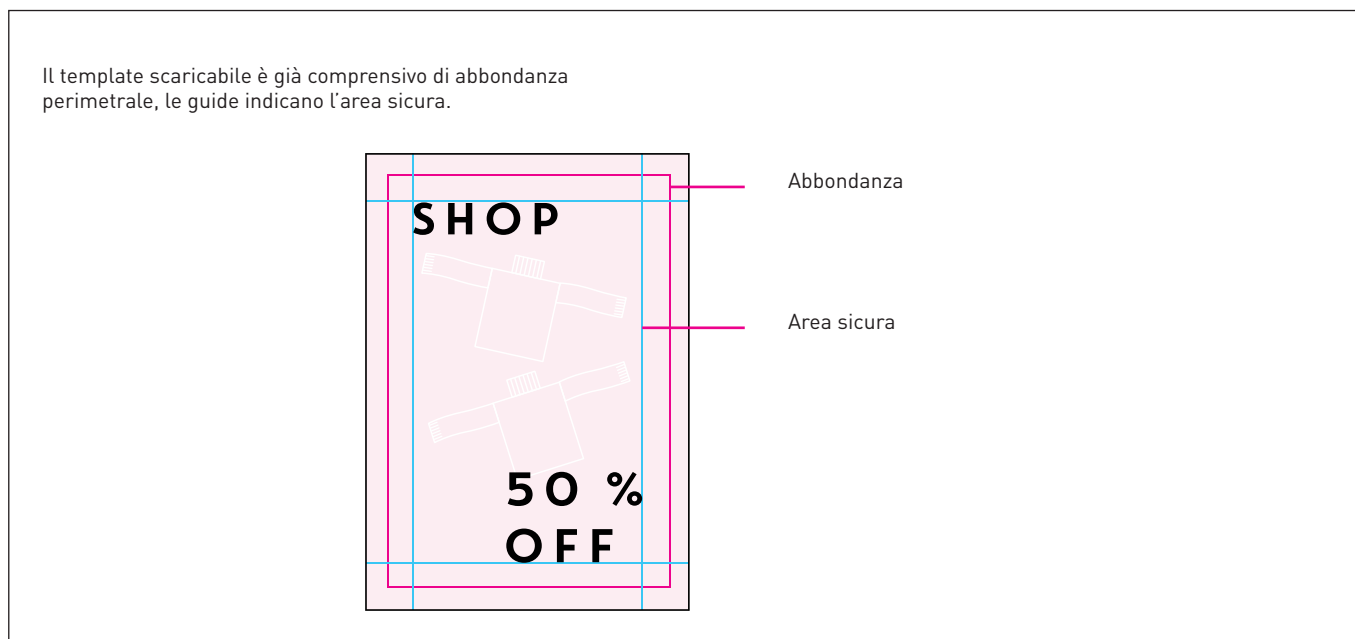 Il template scaricabile è già comprensivo di abbondanza
perimetrale, le guide indicano l'area sicura.
Abbondanza
SHOP
Area sicura
50 %
OFF